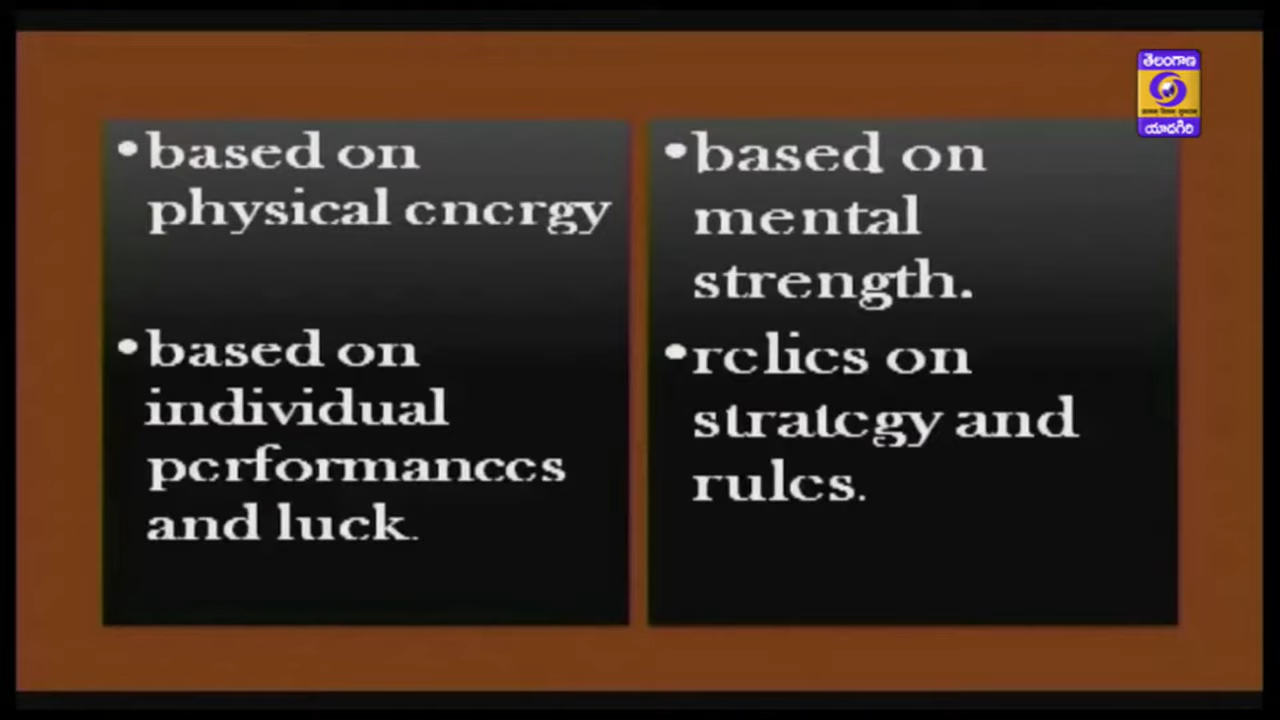 తెలంగాణ
యాదగిరి
•based on
physical energy
•based on
individual
performances
and luck.
•based on
mental
strength.
•relies on
strategy and
rules.